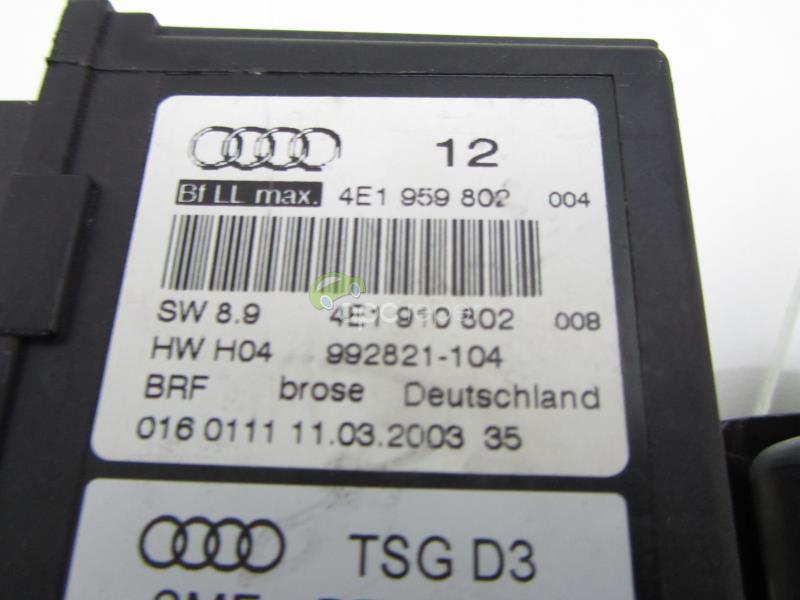 12
Bf LL max. 4E1 959 802 004
SW 8.9 4E1 910 802 008
HW H04 992821-104
BRF brose Deutschland
016 0111 11.03.2003 35
TSG D3